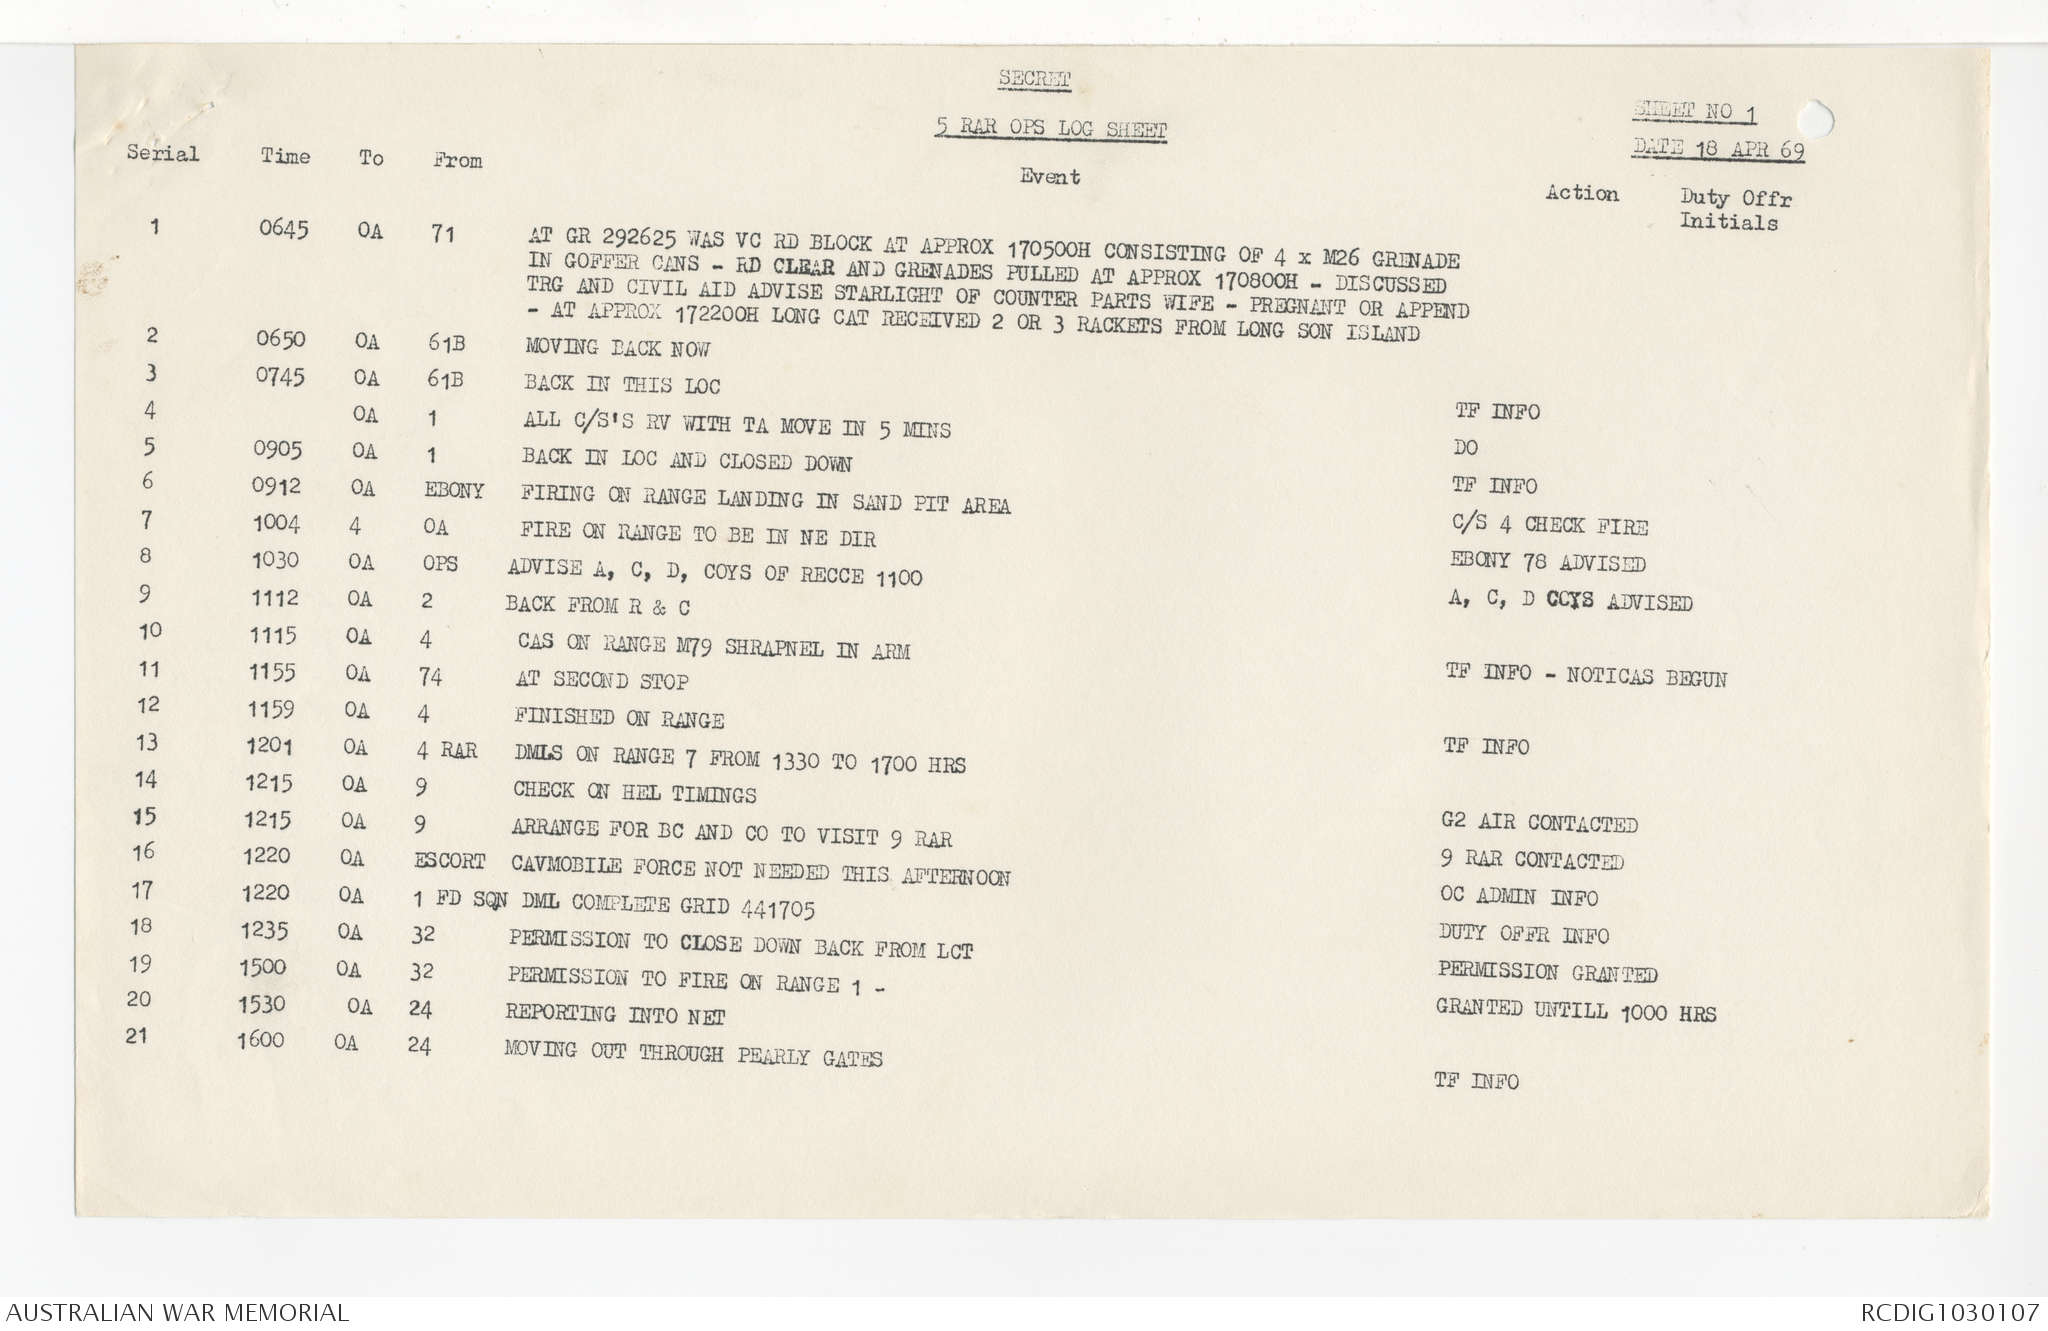 SECRET
5 RAR OPS LOG SHEET
SHEET NO 1
DATE 18 APR 69
Serial Time To From Event Action Duty Offr
Initials
1 0645 OA 71 AT GR 292625 WAS VC RD BLOCK AT APPROX 170500H CONSISTING OF 4 x M26 GRENADE
IN GOFFER CANS - RD CLEAR AND GRENADES PULLED AT APPROX 170800H - DISCUSSED
TRG AND CIVIL AID ADVISE STARLIGHT OF COUNTER PARTS WIFE - PREGNANT OR APPEND
- AT APPROX 172200H LONG CAT RECEIVED 2 OR 3 RACKETS FROM LONG SON ISLAND
2 0650 OA 61B MOVING BACK NOW
3 0745 OA 61B BACK IN THIS LOC TF INFO
4 OA 1 ALL C/S'S RV WITH TA MOVE IN 5 MINS DO
5 0905 OA 1 BACK IN LOC AND CLOSED DOWN TF INFO
6 0912 OA EBONY FIRING ON RANGE LANDING IN SAND PIT AREA C/S 4 CHECK FIRE
7 1004 4 OA FIRE ON RANGE TO BE IN NE DIR EBONY 78 ADVISED
8 1030 OA OPS ADVISE A, C, D, COYS OF RECCE 1100 A, C, D COYS ADVISED
9 1112 OA 2 BACK FROM R & C
10 1115 OA 4 CAS ON RANGE M79 SHRAPNEL IN ARM TF INFO - NOTICAS BEGUN
11 1155 OA 74 AT SECOND STOP
12 1159 OA 4 FINISHED ON RANGE TF INFO
13 1201 OA 4 RAR DMLS ON RANGE 7 FROM 1330 TO 1700 HRS
14 1215 OA 9 CHECK ON HEL TIMINGS G2 AIR CONTACTED
15 1215 OA 9 ARRANGE FOR BC AND CO TO VISIT 9 RAR 9 RAR CONTACTED
16 1220 OA ESCORT CAVMOBILE FORCE NOT NEEDED THIS AFTERNOON OC ADMIN INFO
17 1220 OA 1 FD SQN DML COMPLETE GRID 441705 DUTY OFFR INFO
18 1235 OA 32 PERMISSION TO CLOSE DOWN BACK FROM LCT PERMISSION GRANTED
19 1500 OA 32 PERMISSION TO FIRE ON RANGE 1 - GRANTED UNTILL 1000 HRS
20 1530 OA 24 REPORTING INTO NET
21 1600 OA 24 MOVING OUT THROUGH PEARLY GATES TF INFO
AUSTRALIAN WAR MEMORIAL RCDIG1030107